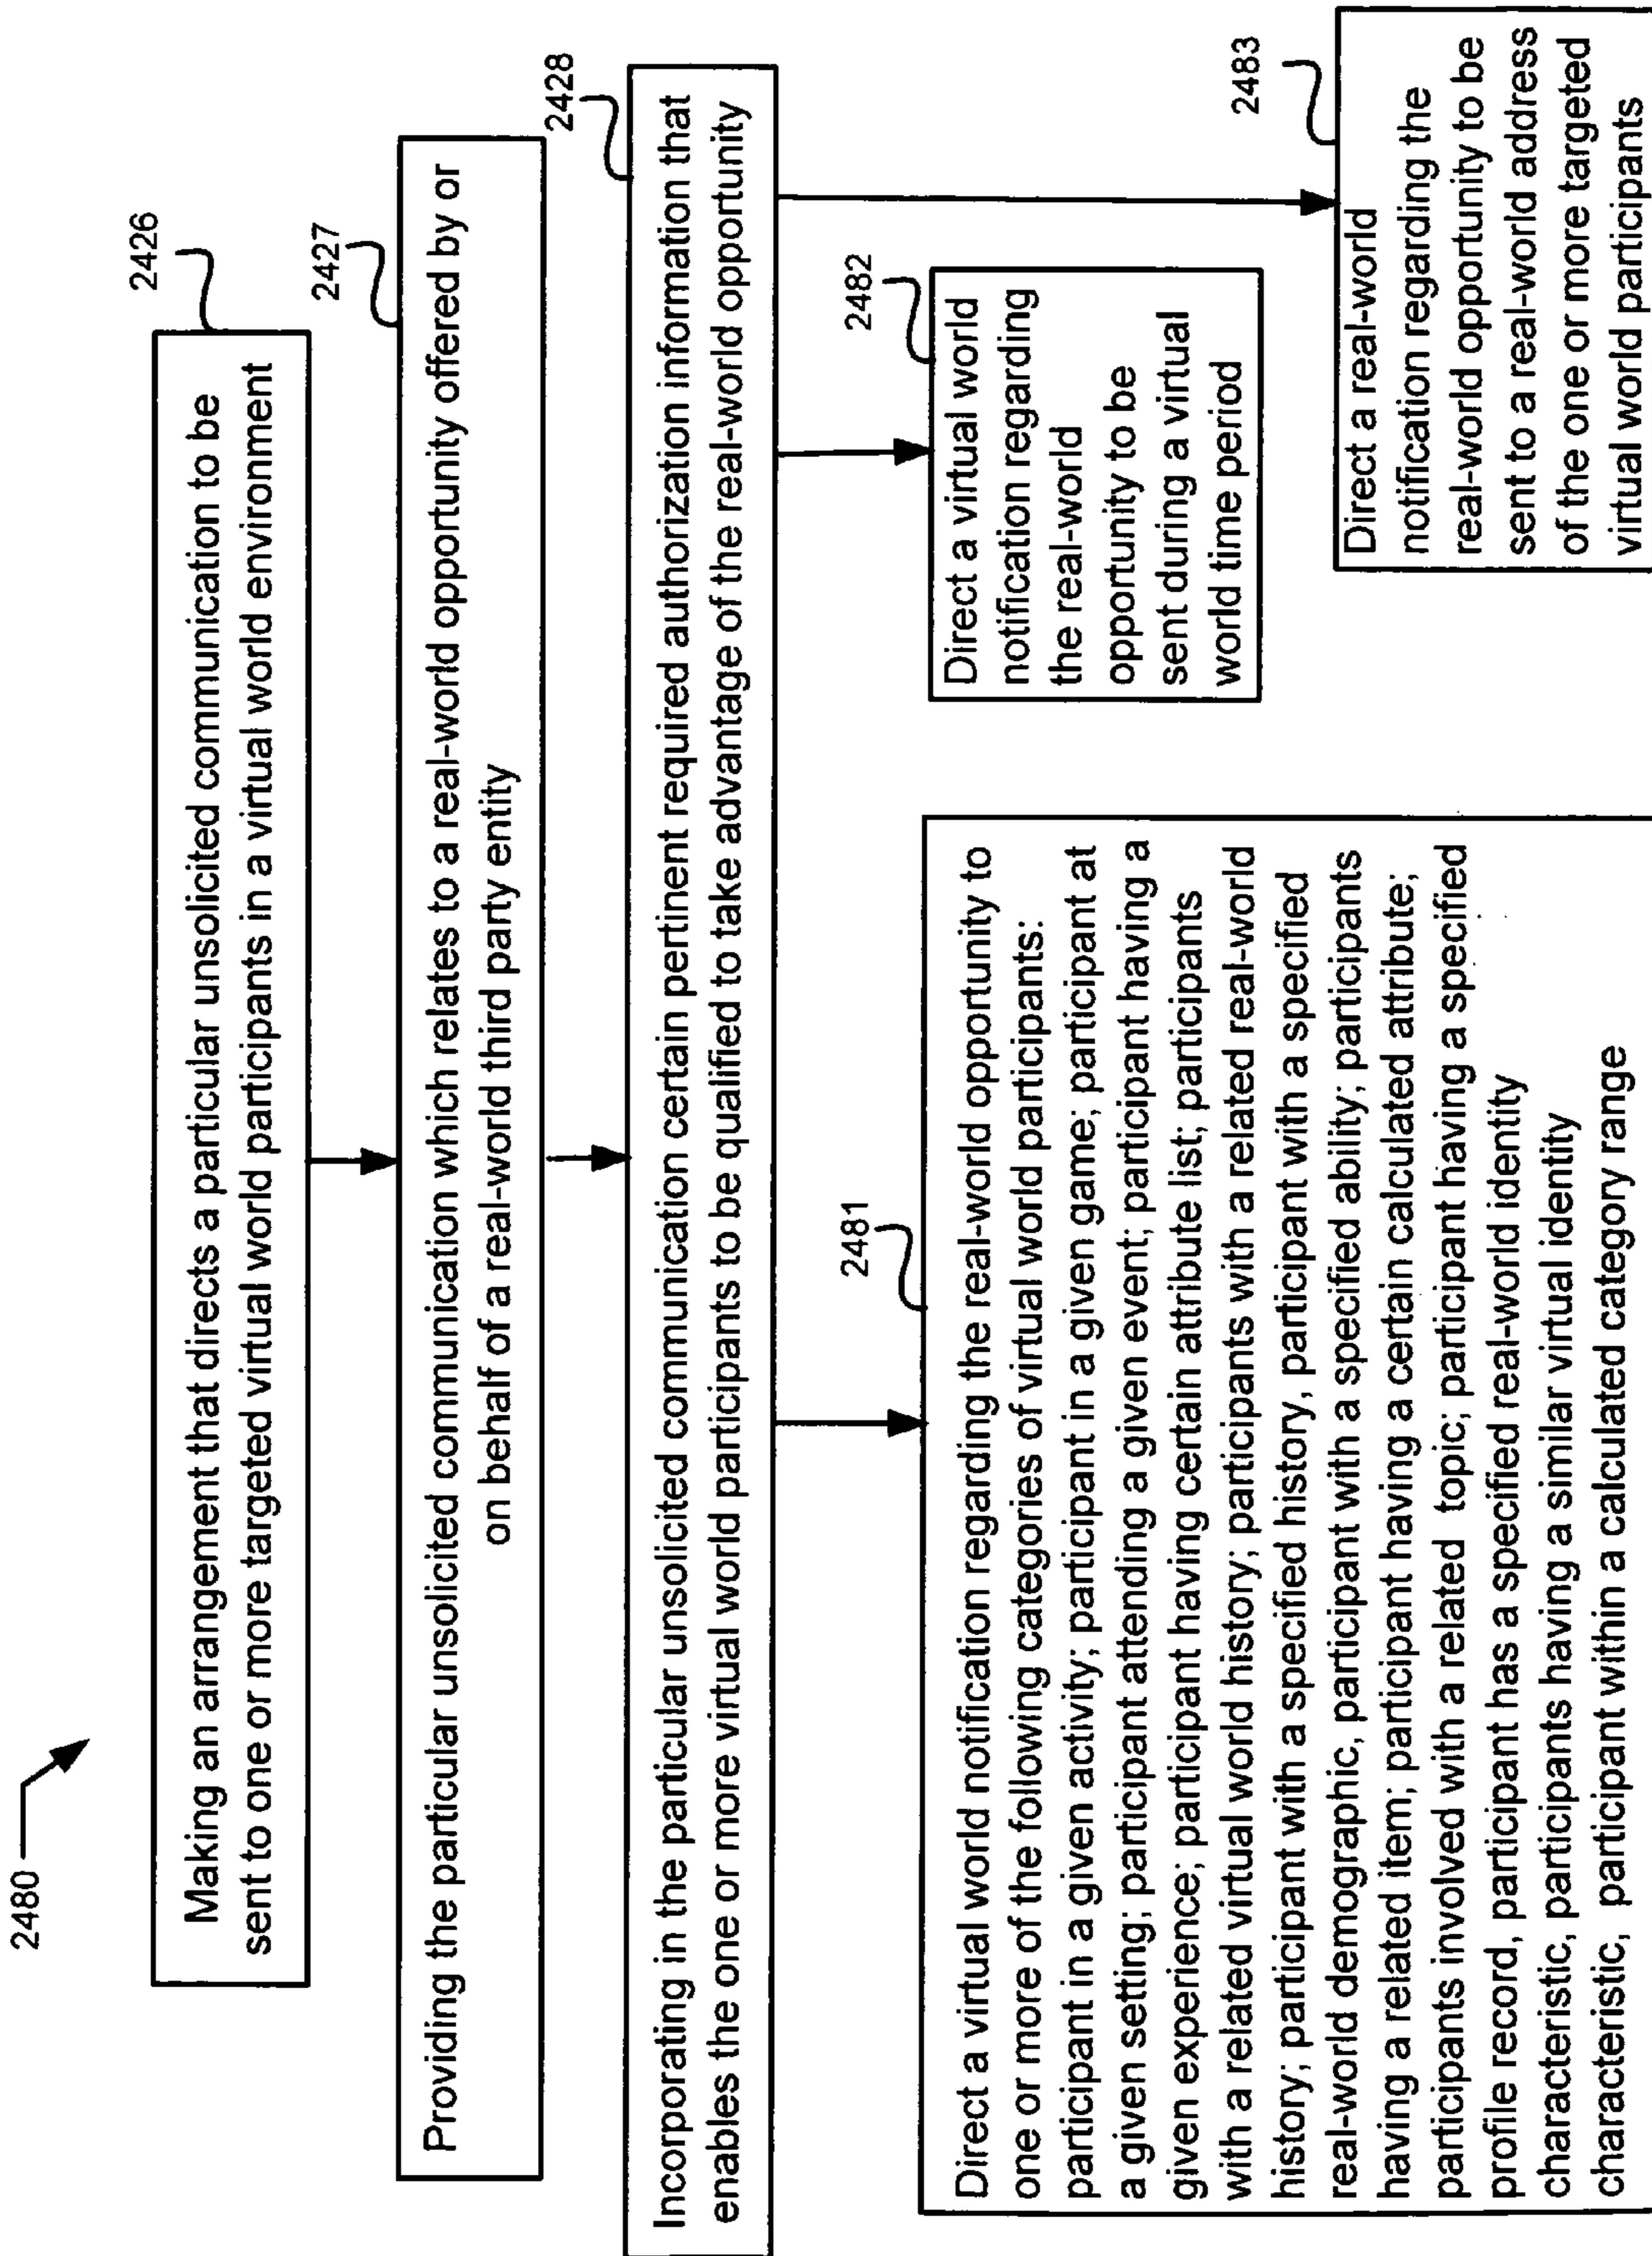 2480
2426
Making an arrangement that directs a particular unsolicited communication to be
sent to one or more targeted virtual world participants in a virtual world environment
2427
Providing the particular unsolicited communication which relates to a real-world opportunity offered by or
on behalf of a real-world third party entity
2428
Incorporating in the particular unsolicited communication certain pertinent required authorization information that
enables the one or more virtual world participants to be qualified to take advantage of the real-world opportunity
2481
Direct a virtual world notification regarding the real-world opportunity to
one or more of the following categories of virtual world participants:
participant in a given activity; participant in a given game; participant at
a given setting; participant attending a given event; participant having a
given experience; participant having certain attribute list; participants
with a related virtual world history; participants with a related real-world
history; participant with a specified history, participant with a specified
real-world demographic, participant with a specified ability; participants
having a related item; participant having a certain calculated attribute;
participants involved with a related topic; participant having a specified
profile record, participant has a specified real-world identity
characteristic, participants having a similar virtual identity
characteristic, participant within a calculated category range
2482
Direct a virtual world
notification regarding
the real-world
opportunity to be
sent during a virtual
world time period
2483
Direct a real-world
notification regarding the
real-world opportunity to be
sent to a real-world address
of the one or more targeted
virtual world participants